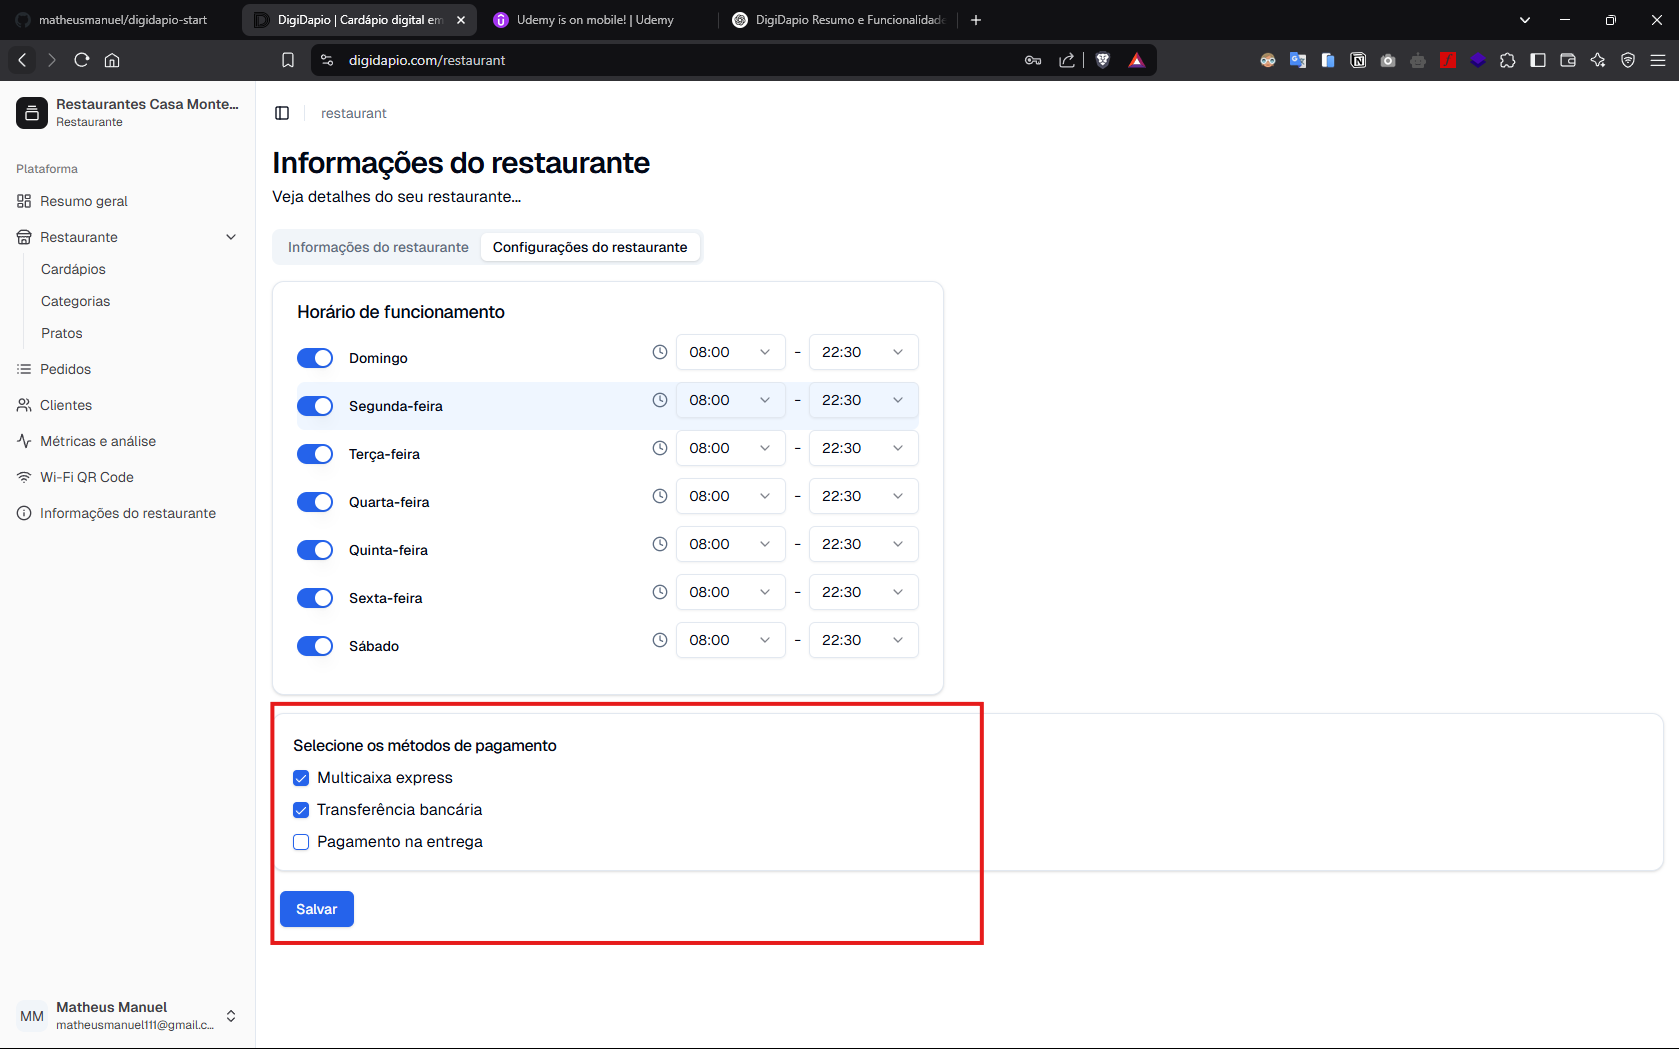 matheusmanuel/digidapio-start
DigiDapio | Cardápio digital em
Udemy is on mobile! | Udemy
DigiDapio Resumo e Funcionalidade
digidapio.com/restaurant
Restaurantes Casa Monte...
Restaurante
restaurant
Plataforma
Resumo geral
Restaurante
Cardápios
Categorias
Pratos
Pedidos
Clientes
Métricas e análise
Wi-Fi QR Code
Informações do restaurante
MM
Matheus Manuel
matheusmanuel111@gmail.c...
Informações do restaurante
Veja detalhes do seu restaurante...
Informações do restaurante Configurações do restaurante
Horário de funcionamento
Domingo 08:00 - 22:30
Segunda-feira 08:00 - 22:30
Terça-feira 08:00 - 22:30
Quarta-feira 08:00 - 22:30
Quinta-feira 08:00 - 22:30
Sexta-feira 08:00 - 22:30
Sábado 08:00 - 22:30
Selecione os métodos de pagamento
Multicaixa express
Transferência bancária
Pagamento na entrega
Salvar